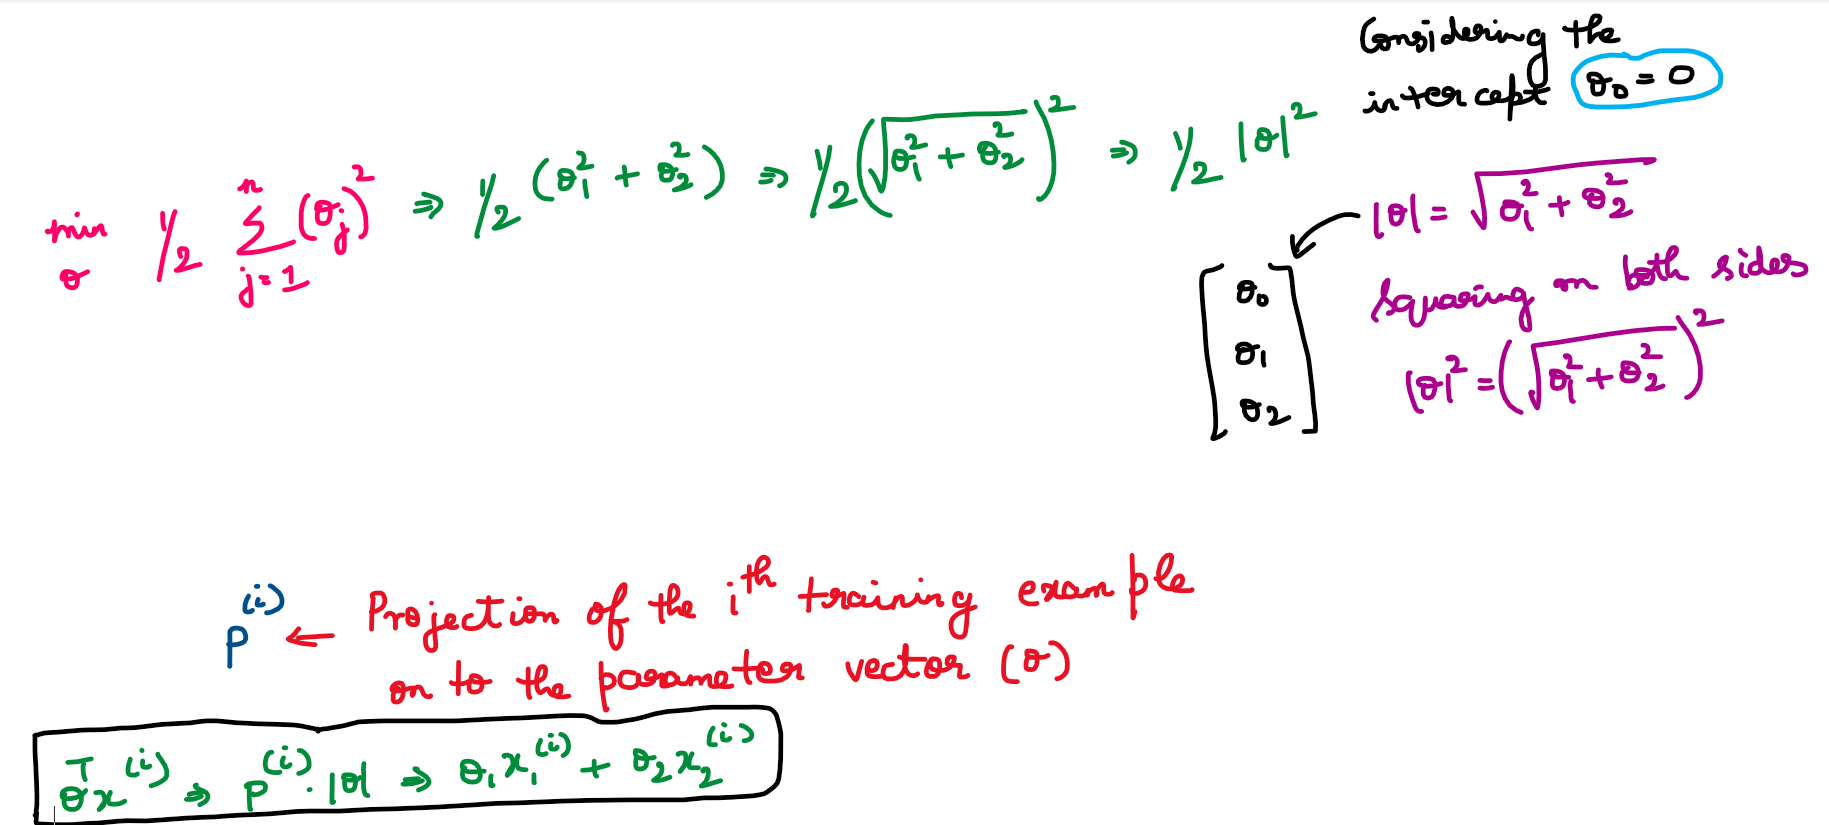 Considering the
intercept θ₀ = 0
min θ 1/2 Σ_{j=1}^{n} (θ_j)² ⇒ 1/2 (θ₁² + θ₂²) ⇒ 1/2 (√(θ₁² + θ₂²))² ⇒ 1/2 |θ|²
|θ| = √(θ₁² + θ₂²)
[θ₀
θ₁
θ₂]
Squaring on both sides
|θ|² = (√(θ₁² + θ₂²))²
p⁽ⁱ⁾ ← Projection of the iᵗʰ training example
on to the parameter vector (θ)
θᵀx⁽ⁱ⁾ ⇒ p⁽ⁱ⁾ · |θ| ⇒ θ₁x₁⁽ⁱ⁾ + θ₂x₂⁽ⁱ⁾